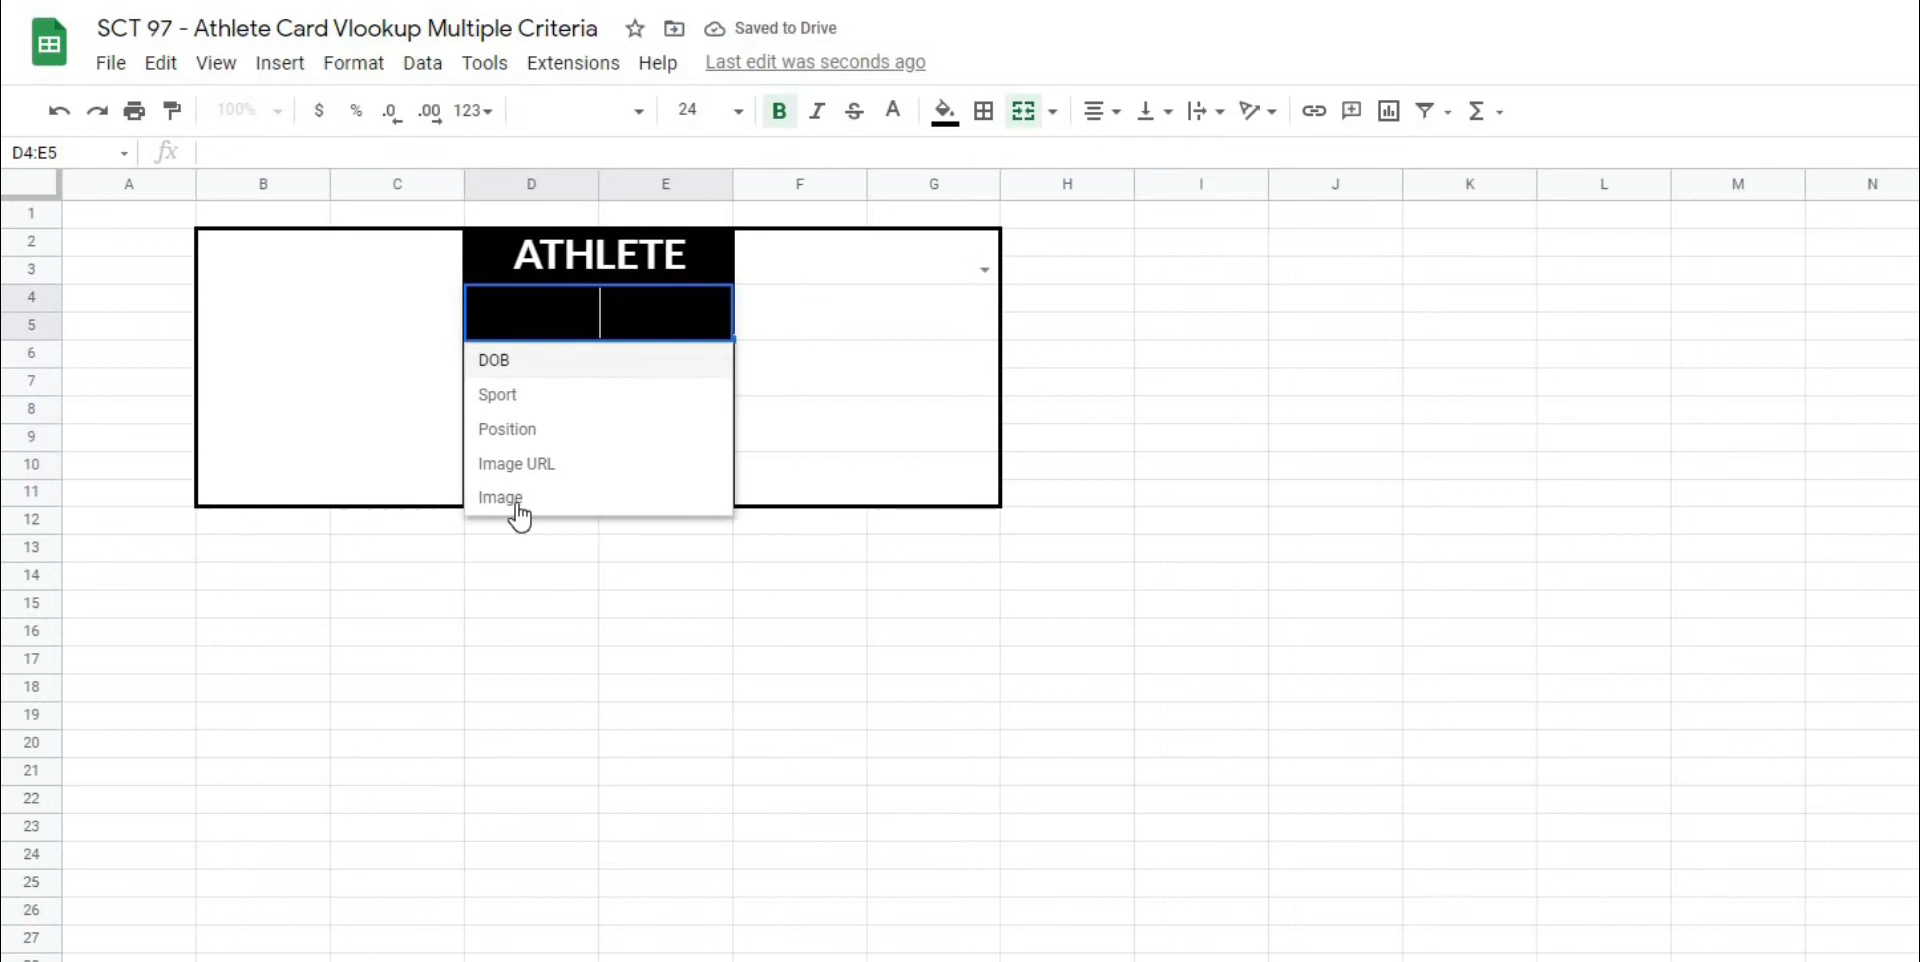 SCT 97 - Athlete Card Vlookup Multiple Criteria Saved to Drive
File Edit View Insert Format Data Tools Extensions Help Last edit was seconds ago
100% $ % .0 .00 123 24 B I S A Σ
D4:E5 fx
A B C D E F G H I J K L M N
1
2
ATHLETE
3
4
5
6
DOB
7
Sport
8
9
Position
10
Image URL
11
Image
12
13
14
15
16
17
18
19
20
21
22
23
24
25
26
27